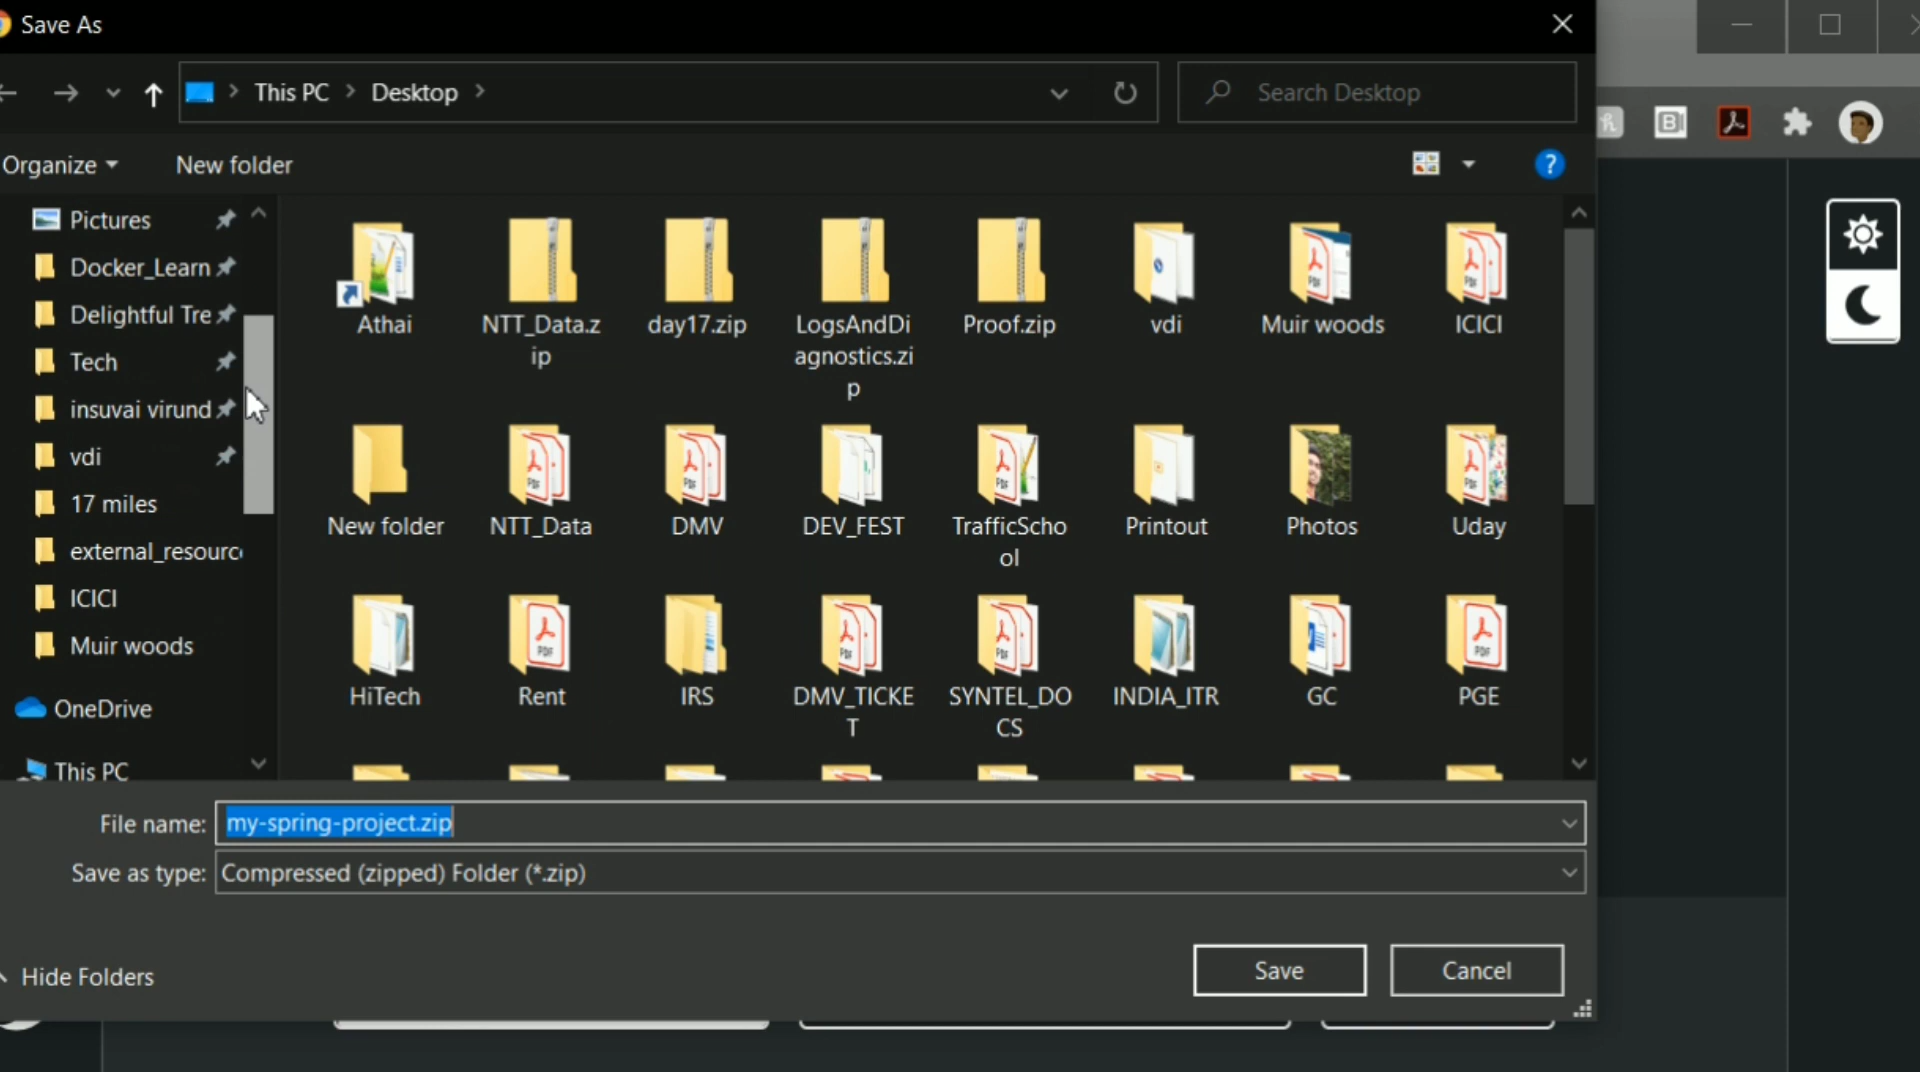 Save As
This PC
Desktop
Search Desktop
Organize
New folder
Pictures
Docker_Learn
Delightful Tre
Tech
insuvai virund
vdi
17 miles
external_resourc
ICICI
Muir woods
OneDrive
This PC
Athai
NTT_Data.z
ip
day17.zip
LogsAndDi
agnostics.zi
p
Proof.zip
vdi
Muir woods
ICICI
New folder
NTT_Data
DMV
DEV_FEST
TrafficScho
ol
Printout
Photos
Uday
HiTech
Rent
IRS
DMV_TICKE
T
SYNTEL_DO
CS
INDIA_ITR
GC
PGE
File name: my-spring-project.zip
Save as type: Compressed (zipped) Folder (*.zip)
Hide Folders
Save
Cancel